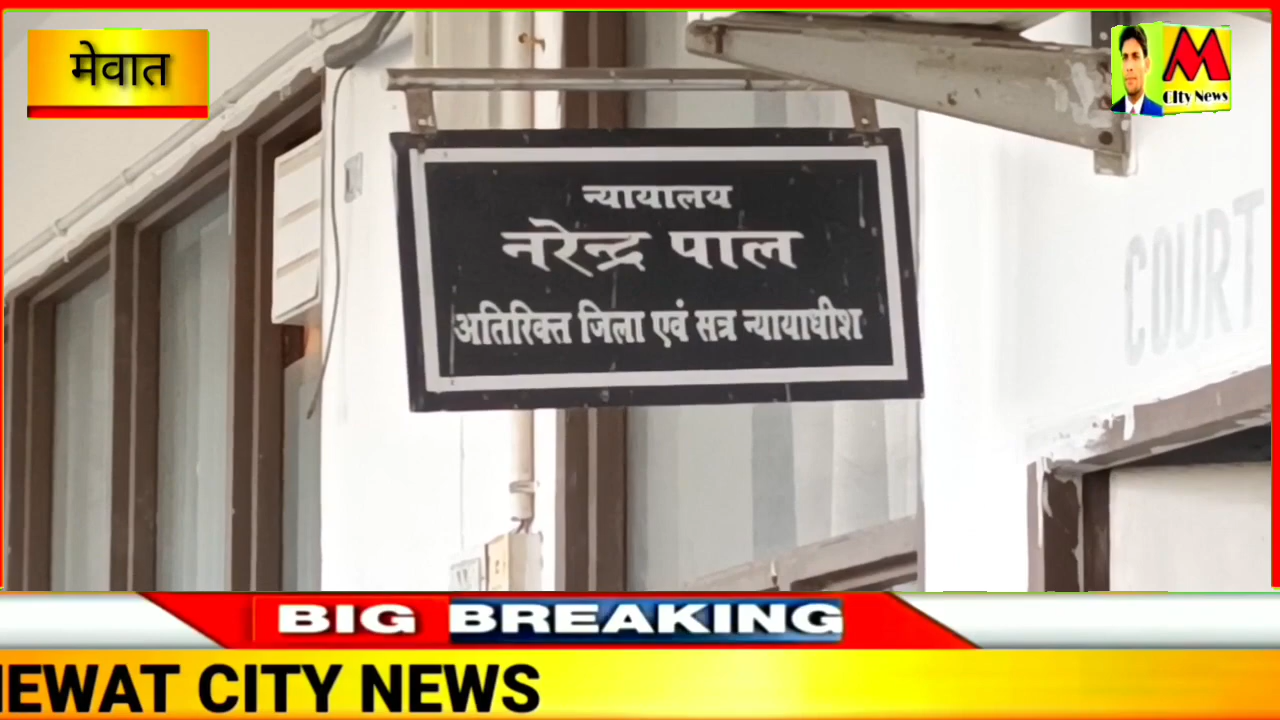 मेवात
M
CIty News
न्यायालय
नरेन्द्र पाल
अतिरिक्त जिला एवं सत्र न्यायाधीश
COURT
BIG BREAKING
EWAT CITY NEWS